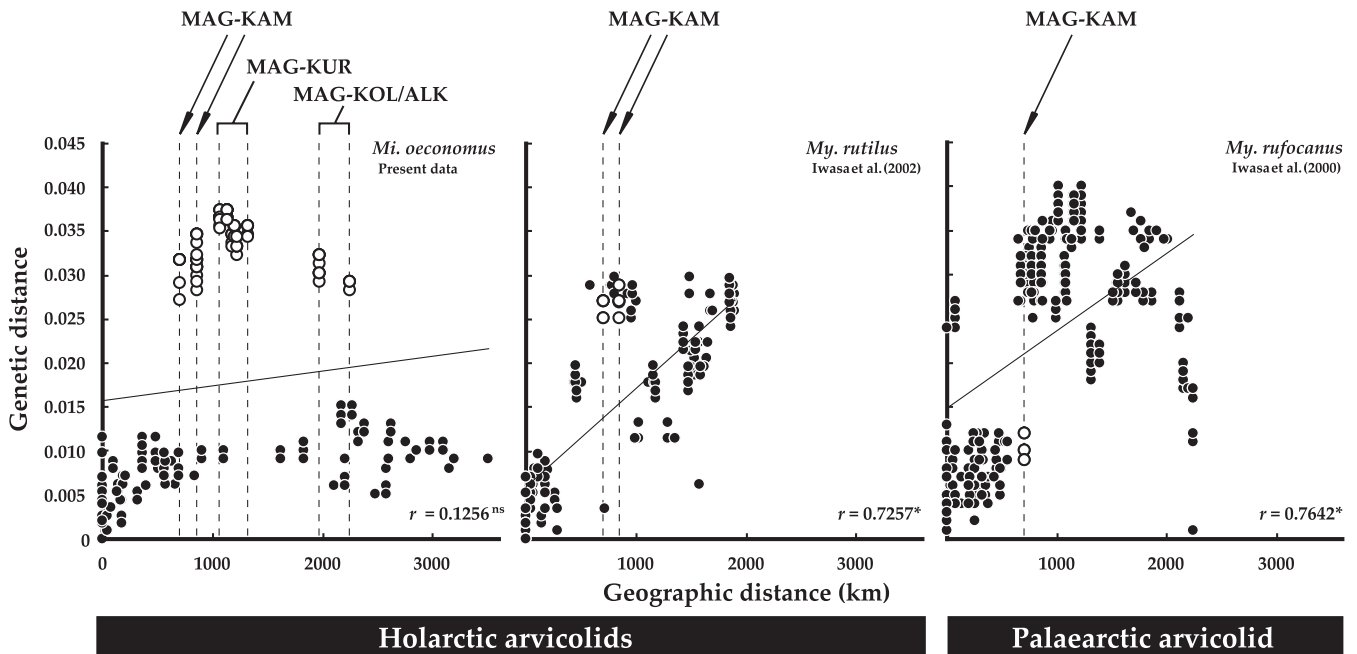 MAG-KAM
MAG-KAM
MAG-KAM
MAG-KUR
MAG-KOL/ALK
Mi. oeconomus
Present data
My. rutilus
Iwasa et al. (2002)
My. rufocanus
Iwasa et al. (2000)
Genetic distance
0.045
0.040
0.035
0.030
0.025
0.020
0.015
0.010
0.005
0
r = 0.1256 ns
r = 0.7257*
r = 0.7642*
0 1000 2000 3000
1000 2000 3000
1000 2000 3000
Geographic distance (km)
Holarctic arvicolids
Palaearctic arvicolid